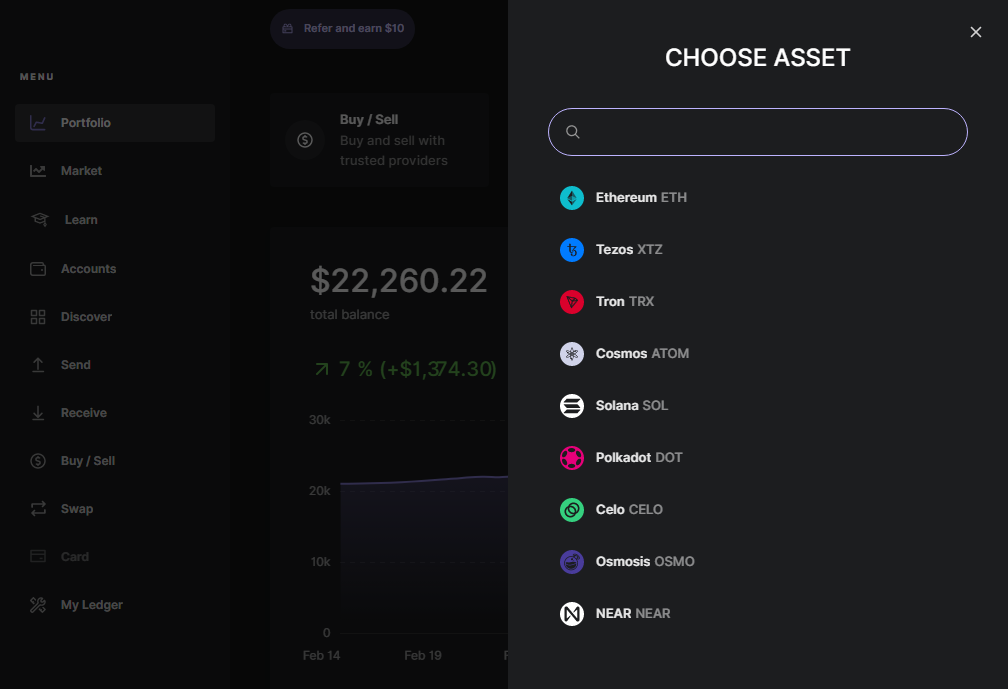 Refer and earn $10
MENU
Portfolio
Market
Learn
Accounts
Discover
Send
Receive
Buy / Sell
Swap
Card
My Ledger
Buy / Sell
Buy and sell with
trusted providers
$22,260.22
total balance
7 % (+$1,374.30)
30k
20k
10k
0
Feb 14
Feb 19
CHOOSE ASSET
Ethereum ETH
Tezos XTZ
Tron TRX
Cosmos ATOM
Solana SOL
Polkadot DOT
Celo CELO
Osmosis OSMO
NEAR NEAR